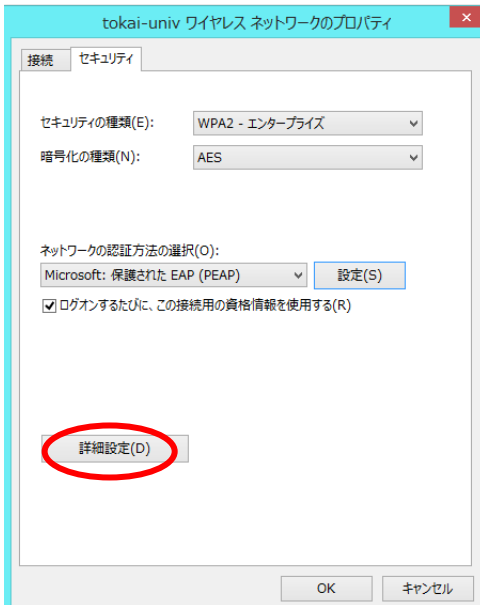 tokai-univ ワイヤレス ネットワークのプロパティ
接続 セキュリティ
セキュリティの種類(E): WPA2 - エンタープライズ
暗号化の種類(N): AES
ネットワークの認証方法の選択(O):
Microsoft: 保護された EAP (PEAP) 設定(S)
ログオンするたびに、この接続用の資格情報を使用する(R)
詳細設定(D)
OK キャンセル